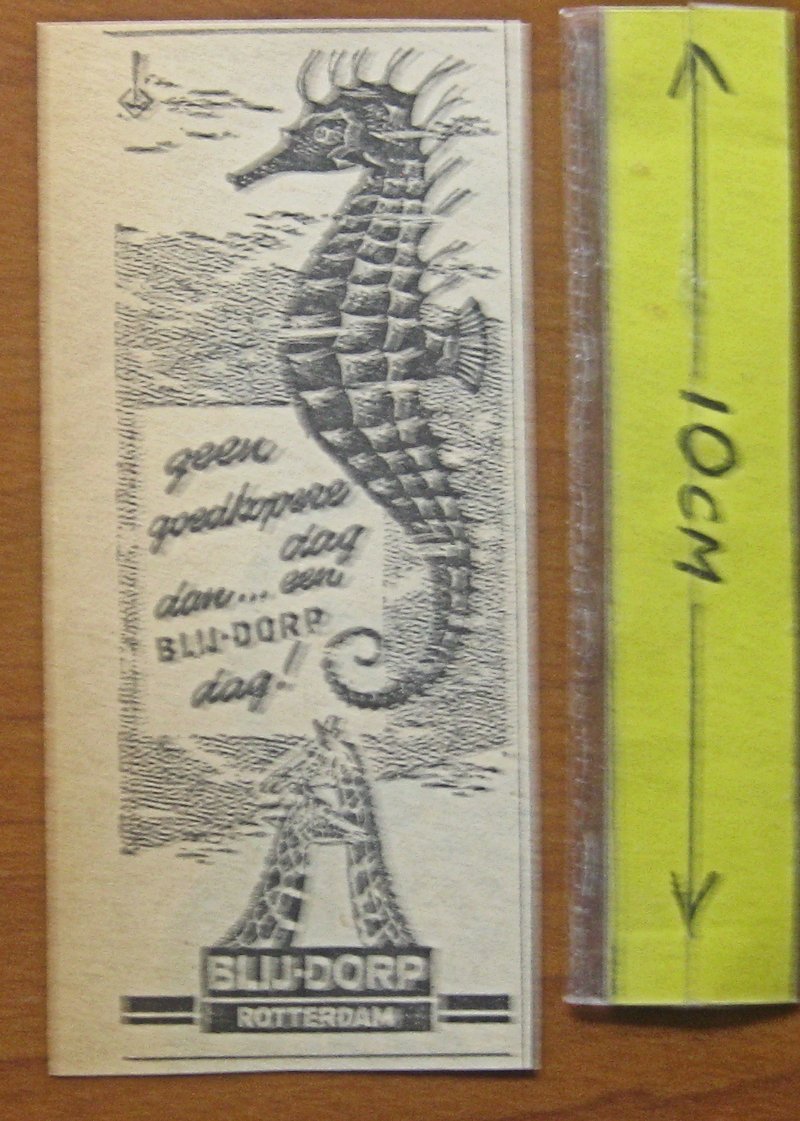 geen
goedkopere
dag
dan... een
BLIJ-DORP
dag!
BLIJ-DORP
ROTTERDAM
10CM